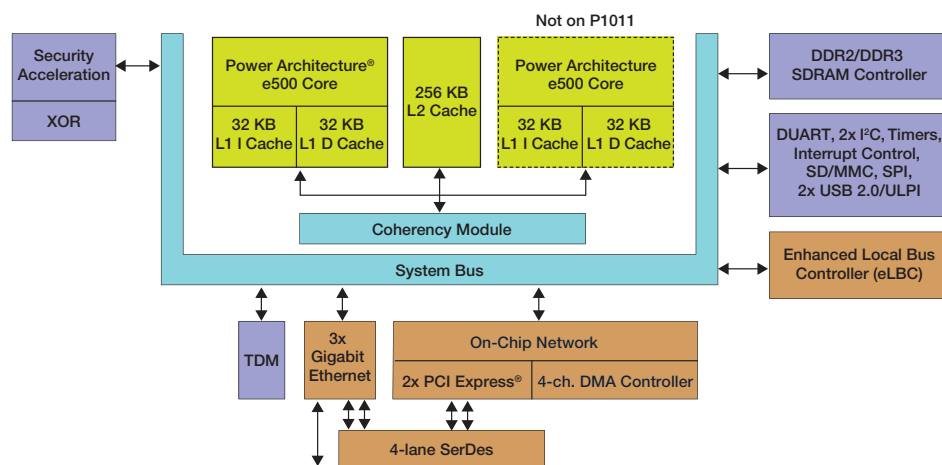 Not on P1011
Security
Acceleration
XOR
Power Architecture®
e500 Core
32 KB
L1 I Cache
32 KB
L1 D Cache
256 KB
L2 Cache
Power Architecture
e500 Core
32 KB
L1 I Cache
32 KB
L1 D Cache
DDR2/DDR3
SDRAM Controller
DUART, 2x I²C, Timers,
Interrupt Control,
SD/MMC, SPI,
2x USB 2.0/ULPI
Coherency Module
System Bus
Enhanced Local Bus
Controller (eLBC)
TDM
3x
Gigabit
Ethernet
On-Chip Network
2x PCI Express®
4-ch. DMA Controller
4-lane SerDes